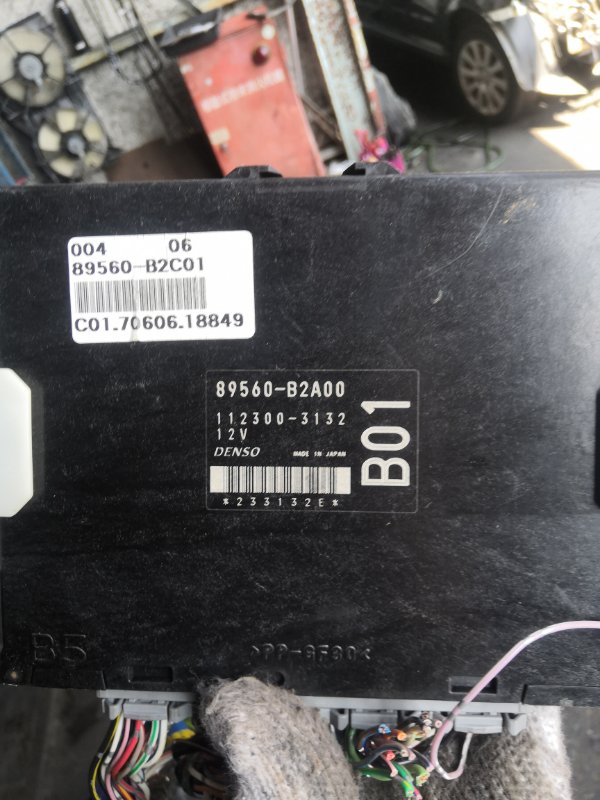 004 06
89560-B2C01
C01.70606.18849
89560-B2A00
112300-3132
12V
DENSO MADE IN JAPAN
*233132E*
B01
B5